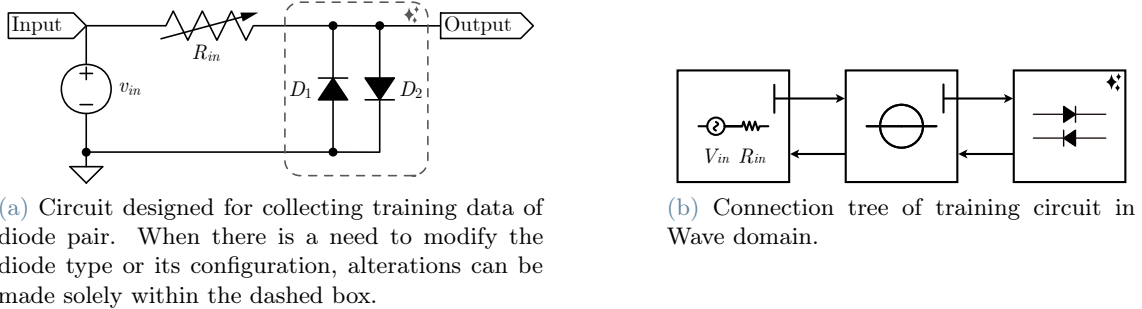 Input
R_in
Output
v_in
D_1
D_2
V_in R_in
(a) Circuit designed for collecting training data of
diode pair. When there is a need to modify the
diode type or its configuration, alterations can be
made solely within the dashed box.
(b) Connection tree of training circuit in
Wave domain.